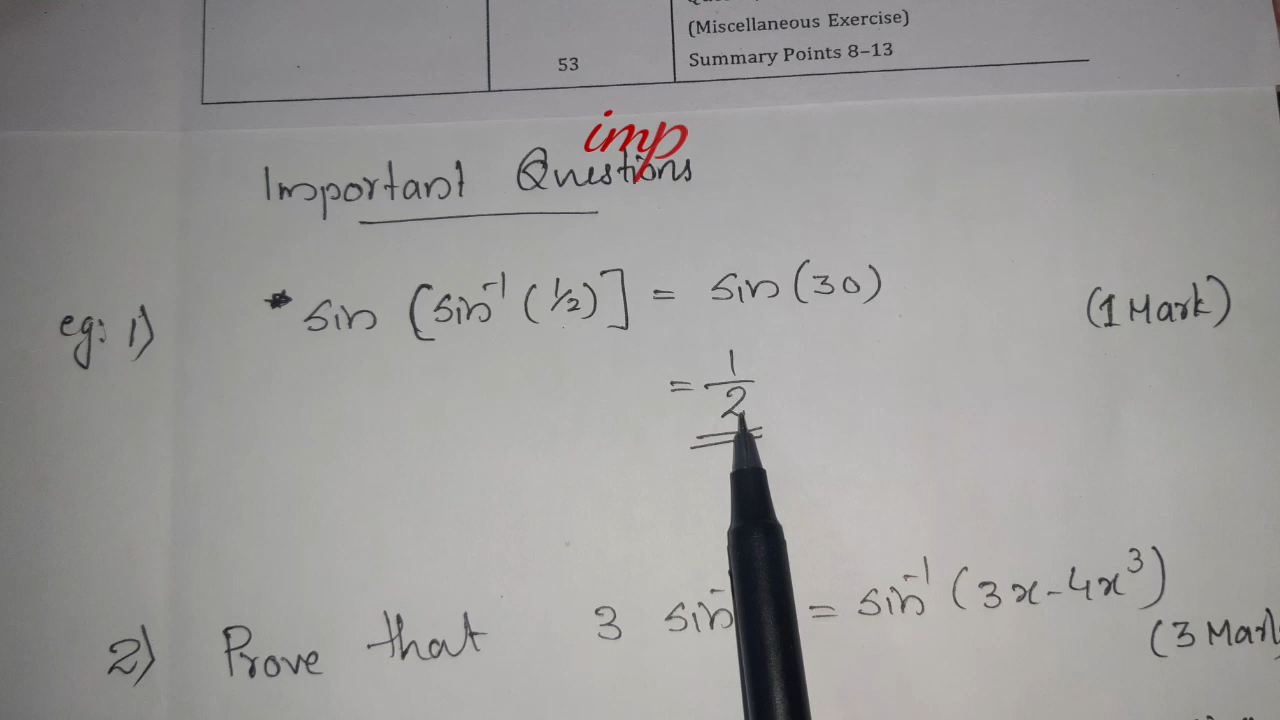 (Miscellaneous Exercise)
53 Summary Points 8–13
imp
Important Questions
eg: 1) * sin [sin⁻¹ (1/2)] = sin (30) (1 Mark)
= 1/2
2) Prove that 3 sin = sin⁻¹ (3x - 4x³)
(3 Mark